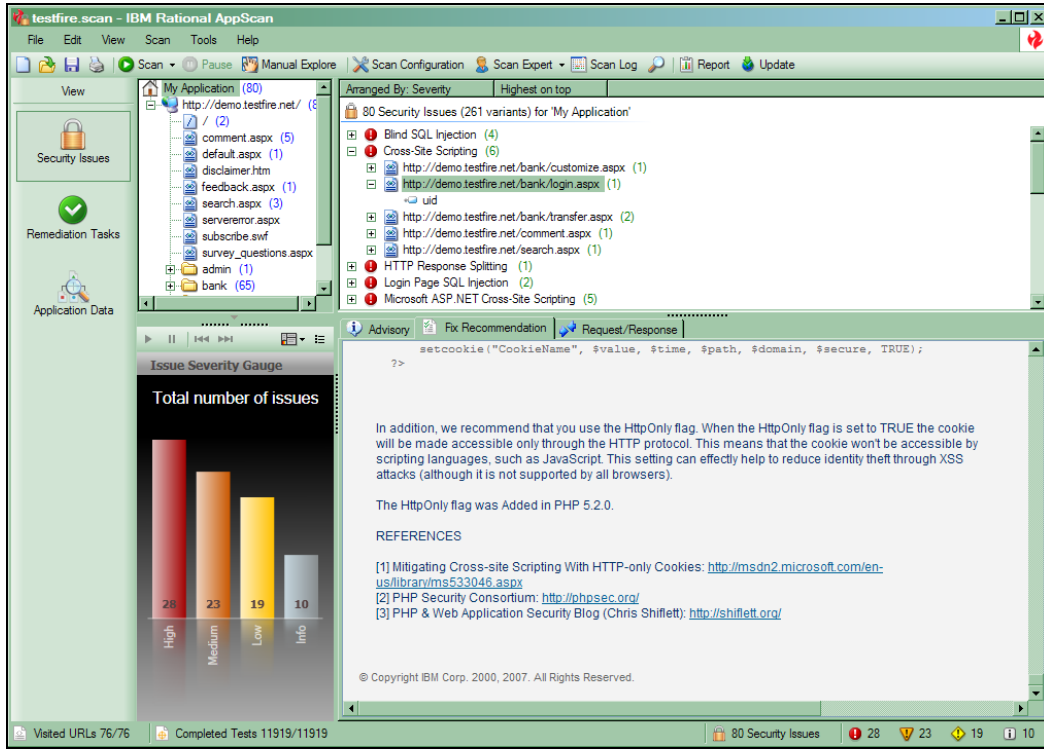 testfire.scan - IBM Rational AppScan
File Edit View Scan Tools Help
Scan Pause Manual Explore Scan Configuration Scan Expert Scan Log Report Update
View
Security Issues
Remediation Tasks
Application Data
My Application (80)
http://demo.testfire.net/ (8
/ (2)
comment.aspx (5)
default.aspx (1)
disclaimer.htm
feedback.aspx (1)
search.aspx (3)
servererror.aspx
subscribe.swf
survey_questions.aspx
admin (1)
bank (65)
Arranged By: Severity Highest on top
80 Security Issues (261 variants) for 'My Application'
Blind SQL Injection (4)
Cross-Site Scripting (6)
http://demo.testfire.net/bank/customize.aspx (1)
http://demo.testfire.net/bank/login.aspx (1)
uid
http://demo.testfire.net/bank/transfer.aspx (2)
http://demo.testfire.net/comment.aspx (1)
http://demo.testfire.net/search.aspx (1)
HTTP Response Splitting (1)
Login Page SQL Injection (2)
Microsoft ASP.NET Cross-Site Scripting (5)
Issue Severity Gauge
Total number of issues
28 23 19 10
High Medium Low Info
Advisory Fix Recommendation Request/Response
setcookie("CookieName", $value, $time, $path, $domain, $secure, TRUE);
?>
In addition, we recommend that you use the HttpOnly flag. When the HttpOnly flag is set to TRUE the cookie
will be made accessible only through the HTTP protocol. This means that the cookie won't be accessible by
scripting languages, such as JavaScript. This setting can effectly help to reduce identity theft through XSS
attacks (although it is not supported by all browsers).
The HttpOnly flag was Added in PHP 5.2.0.
REFERENCES
[1] Mitigating Cross-site Scripting With HTTP-only Cookies: http://msdn2.microsoft.com/en-
us/library/ms533046.aspx
[2] PHP Security Consortium: http://phpsec.org/
[3] PHP & Web Application Security Blog (Chris Shiflett): http://shiflett.org/
© Copyright IBM Corp. 2000, 2007. All Rights Reserved.
Visited URLs 76/76 Completed Tests 11919/11919 80 Security Issues 28 23 19 10